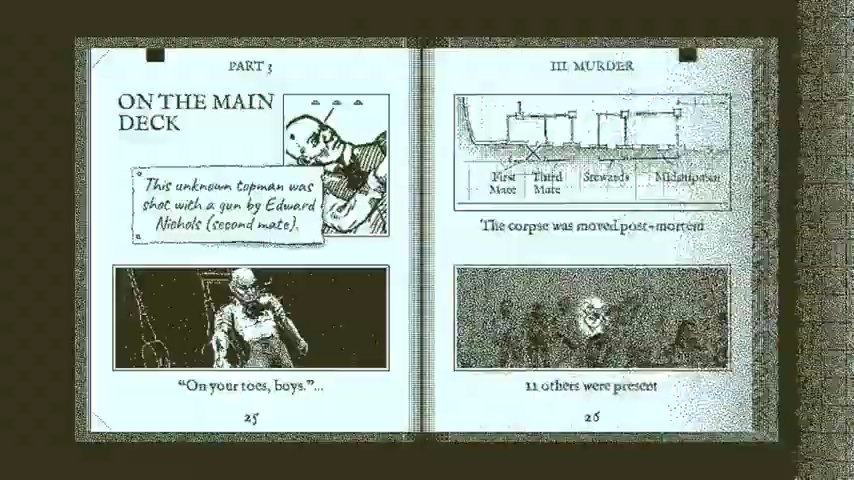 PART 3
ON THE MAIN
DECK
This unknown topman was
shot with a gun by Edward
Nichols (second mate).
"On your toes, boys."...
25
III. MURDER
First Mate
Third Mate
Stewards
Midshipmen
The corpse was moved post-mortem
11 others were present
26